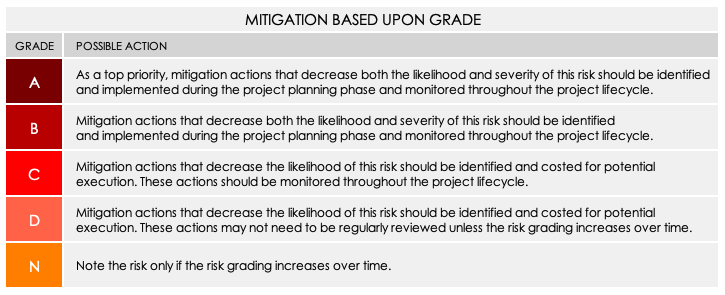 MITIGATION BASED UPON GRADE
GRADE POSSIBLE ACTION
A
As a top priority, mitigation actions that decrease both the likelihood and severity of this risk should be identified
and implemented during the project planning phase and monitored throughout the project lifecycle.
B
Mitigation actions that decrease both the likelihood and severity of this risk should be identified
and implemented during the project planning phase and monitored throughout the project lifecycle.
C
Mitigation actions that decrease the likelihood of this risk should be identified and costed for potential
execution. These actions should be monitored throughout the project lifecycle.
D
Mitigation actions that decrease the likelihood of this risk should be identified and costed for potential
execution. These actions may not need to be regularly reviewed unless the risk grading increases over time.
N
Note the risk only if the risk grading increases over time.